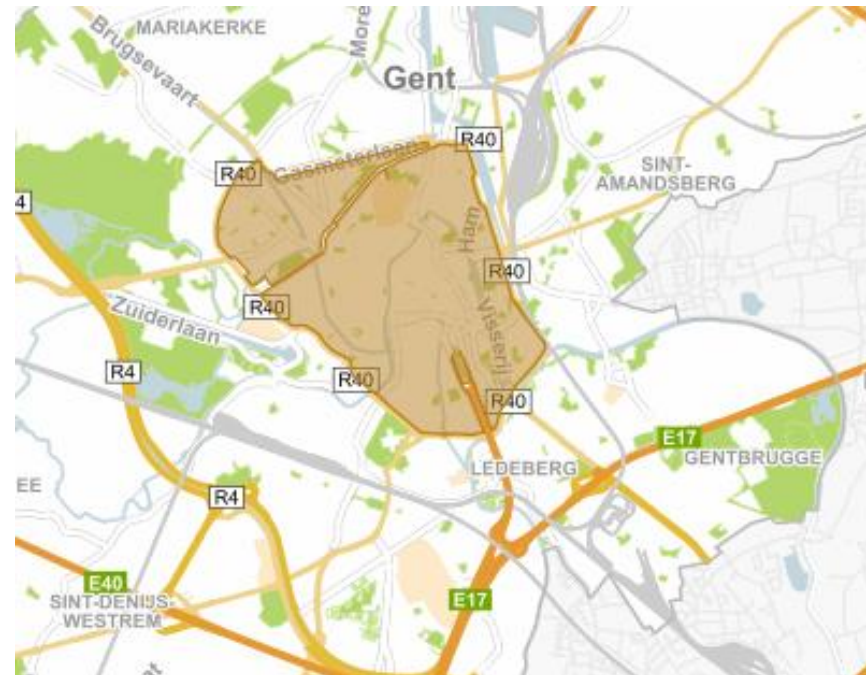 MARIAKERKE
More
Brugsevaart
Gent
R40
Gasmeterlaan
R40
SINT-
AMANDSBERG
4
Ham
R40
R40
Zuiderlaan
Visserij
R4
R40
R40
E17
LEDEBERG
GENTBRUGGE
EE
R4
E40
SINT-DENIJS-
WESTREM
E17